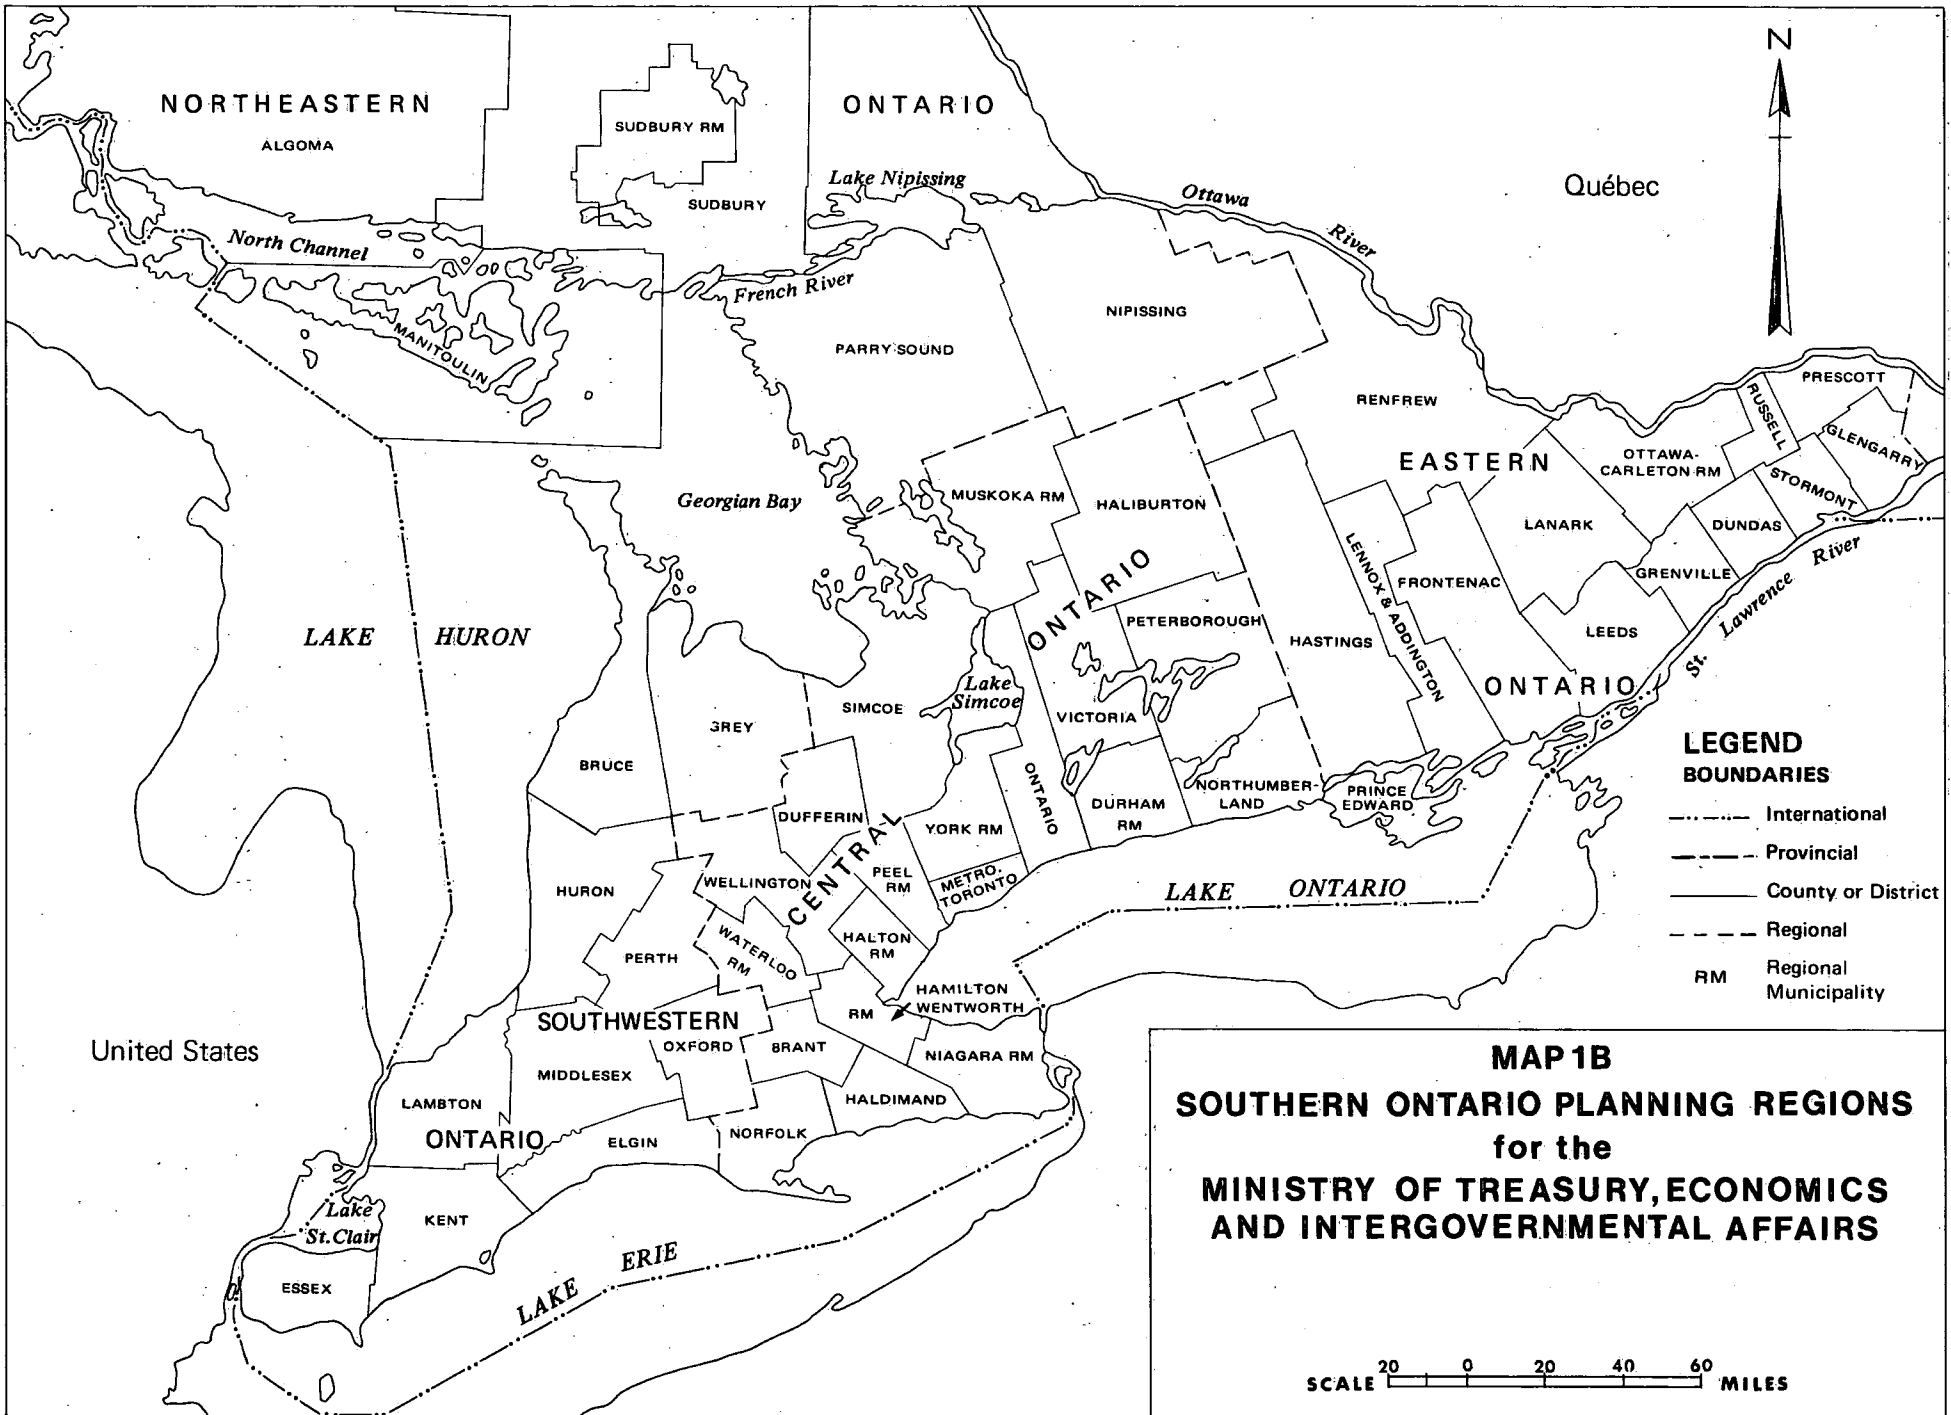 NORTHEASTERN ONTARIO
ALGOMA
SUDBURY RM
SUDBURY
Lake Nipissing
Ottawa River
Québec
N
North Channel
French River
MANITOULIN
PARRY SOUND
NIPISSING
RENFREW
PRESCOTT
RUSSELL
GLENGARRY
EASTERN ONTARIO
OTTAWA-
CARLETON RM
STORMONT
DUNDAS
LANARK
GRENVILLE
LEEDS
St. Lawrence River
Georgian Bay
MUSKOKA RM
HALIBURTON
LENNOX & ADDINGTON
FRONTENAC
HASTINGS
PETERBOROUGH
LAKE HURON
Lake
Simcoe
SIMCOE
VICTORIA
GREY
BRUCE
ONTARIO
DURHAM
RM
NORTHUMBER-
LAND
PRINCE
EDWARD
DUFFERIN
YORK RM
CENTRAL ONTARIO
PEEL
RM
METRO.
TORONTO
WELLINGTON
HURON
PERTH
WATERLOO
RM
HALTON
RM
LAKE ONTARIO
HAMILTON
WENTWORTH
RM
SOUTHWESTERN
OXFORD
BRANT
NIAGARA RM
MIDDLESEX
HALDIMAND
LAMBTON
ONTARIO
ELGIN
NORFOLK
United States
Lake
St. Clair
KENT
ESSEX
LAKE ERIE
LEGEND
BOUNDARIES
International
Provincial
County or District
Regional
RM Regional
Municipality
MAP 1B
SOUTHERN ONTARIO PLANNING REGIONS
for the
MINISTRY OF TREASURY, ECONOMICS
AND INTERGOVERNMENTAL AFFAIRS
SCALE 20 0 20 40 60 MILES